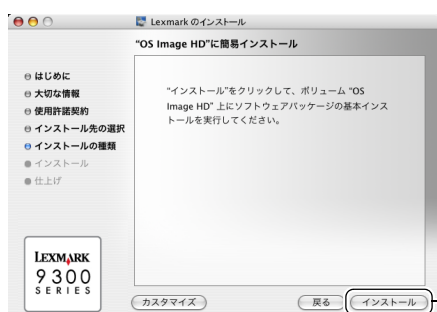 Lexmark のインストール
"OS Image HD"に簡易インストール
はじめに
大切な情報
使用許諾契約
インストール先の選択
インストールの種類
インストール
仕上げ
"インストール"をクリックして、ボリューム "OS
Image HD" 上にソフトウェアパッケージの基本インス
トールを実行してください。
LEXMARK
9300
SERIES
カスタマイズ
戻る
インストール